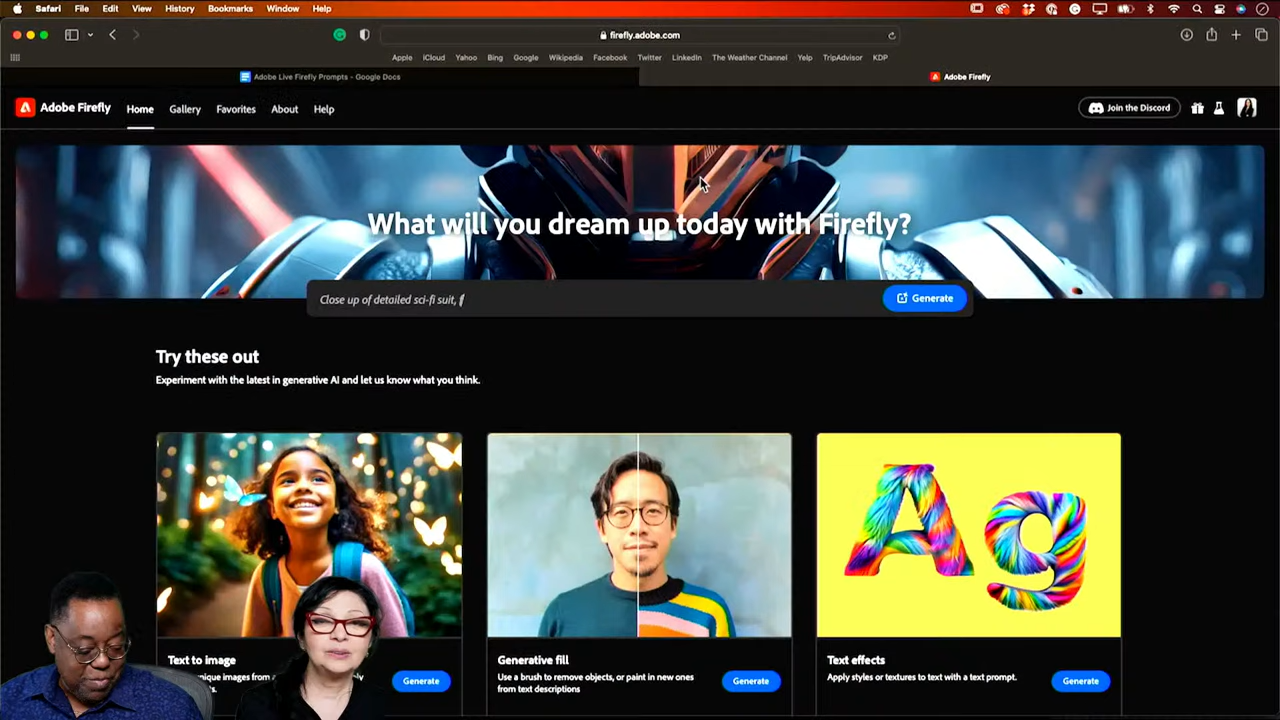 Safari File Edit View History Bookmarks Window Help
firefly.adobe.com
Apple iCloud Yahoo Bing Google Wikipedia Facebook Twitter LinkedIn The Weather Channel Yelp TripAdvisor KDP
Adobe Live Firefly Prompts - Google Docs
Adobe Firefly
Adobe Firefly Home Gallery Favorites About Help Join the Discord
What will you dream up today with Firefly?
Close up of detailed sci-fi suit, f Generate
Try these out
Experiment with the latest in generative AI and let us know what you think.
Ag
Text to image
images from
Generate
Generative fill
Use a brush to remove objects, or paint in new ones
from text descriptions
Generate
Text effects
Apply styles or textures to text with a text prompt.
Generate